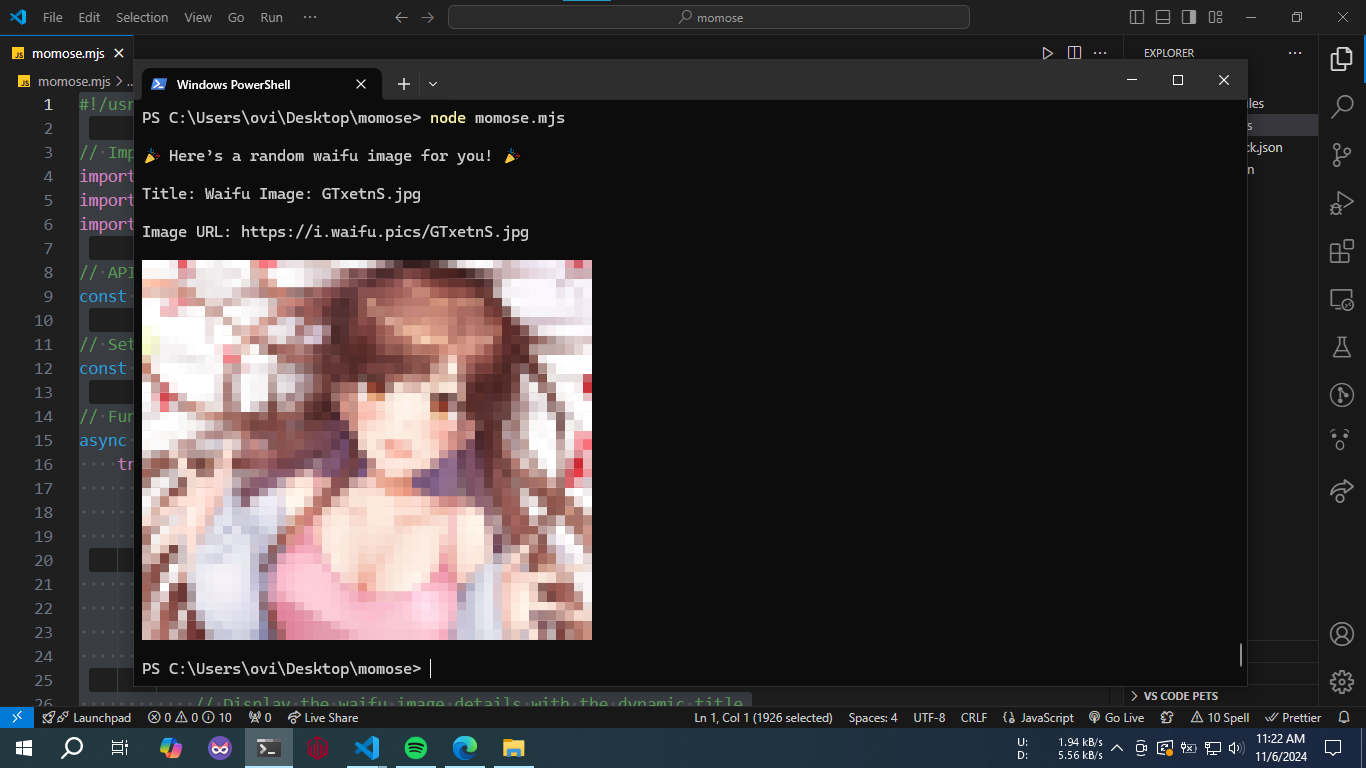 File Edit Selection View Go Run ···
momose
momose.mjs
EXPLORER
momose.mjs > ..
Windows PowerShell
1 #!/usr
2
3 // Imp
4 import
5 import
6 import
7
8 // API
9 const
10
11 // Set
12 const
13
14 // Fun
15 async
16 tr
17
18
19
20
21
22
23
24
25
26 // Display the waifu image details with the dynamic title
PS C:\Users\ovi\Desktop\momose> node momose.mjs
🎉 Here's a random waifu image for you! 🎉
Title: Waifu Image: GTxetnS.jpg
Image URL: https://i.waifu.pics/GTxetnS.jpg
PS C:\Users\ovi\Desktop\momose>
les
s
ck.json
n
VS CODE PETS
Launchpad 0 0 10 0 Live Share
Ln 1, Col 1 (1926 selected) Spaces: 4 UTF-8 CRLF JavaScript Go Live 10 Spell Prettier
U: 1.94 kB/s
D: 5.56 kB/s
11:22 AM
11/6/2024